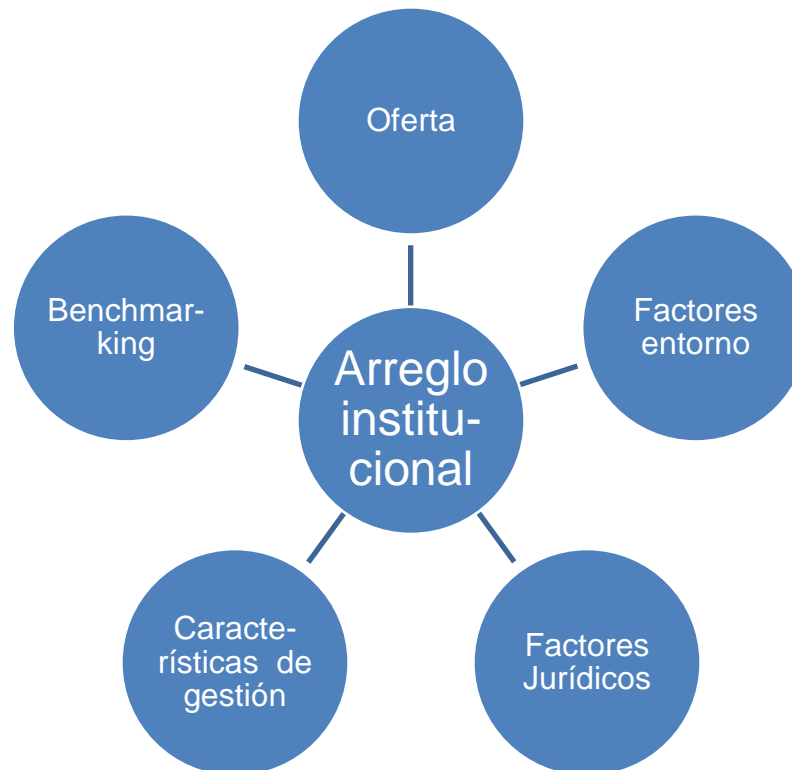 Oferta
Benchmar-
king
Factores
entorno
Arreglo
institu-
cional
Caracte-
rísticas de
gestión
Factores
Jurídicos